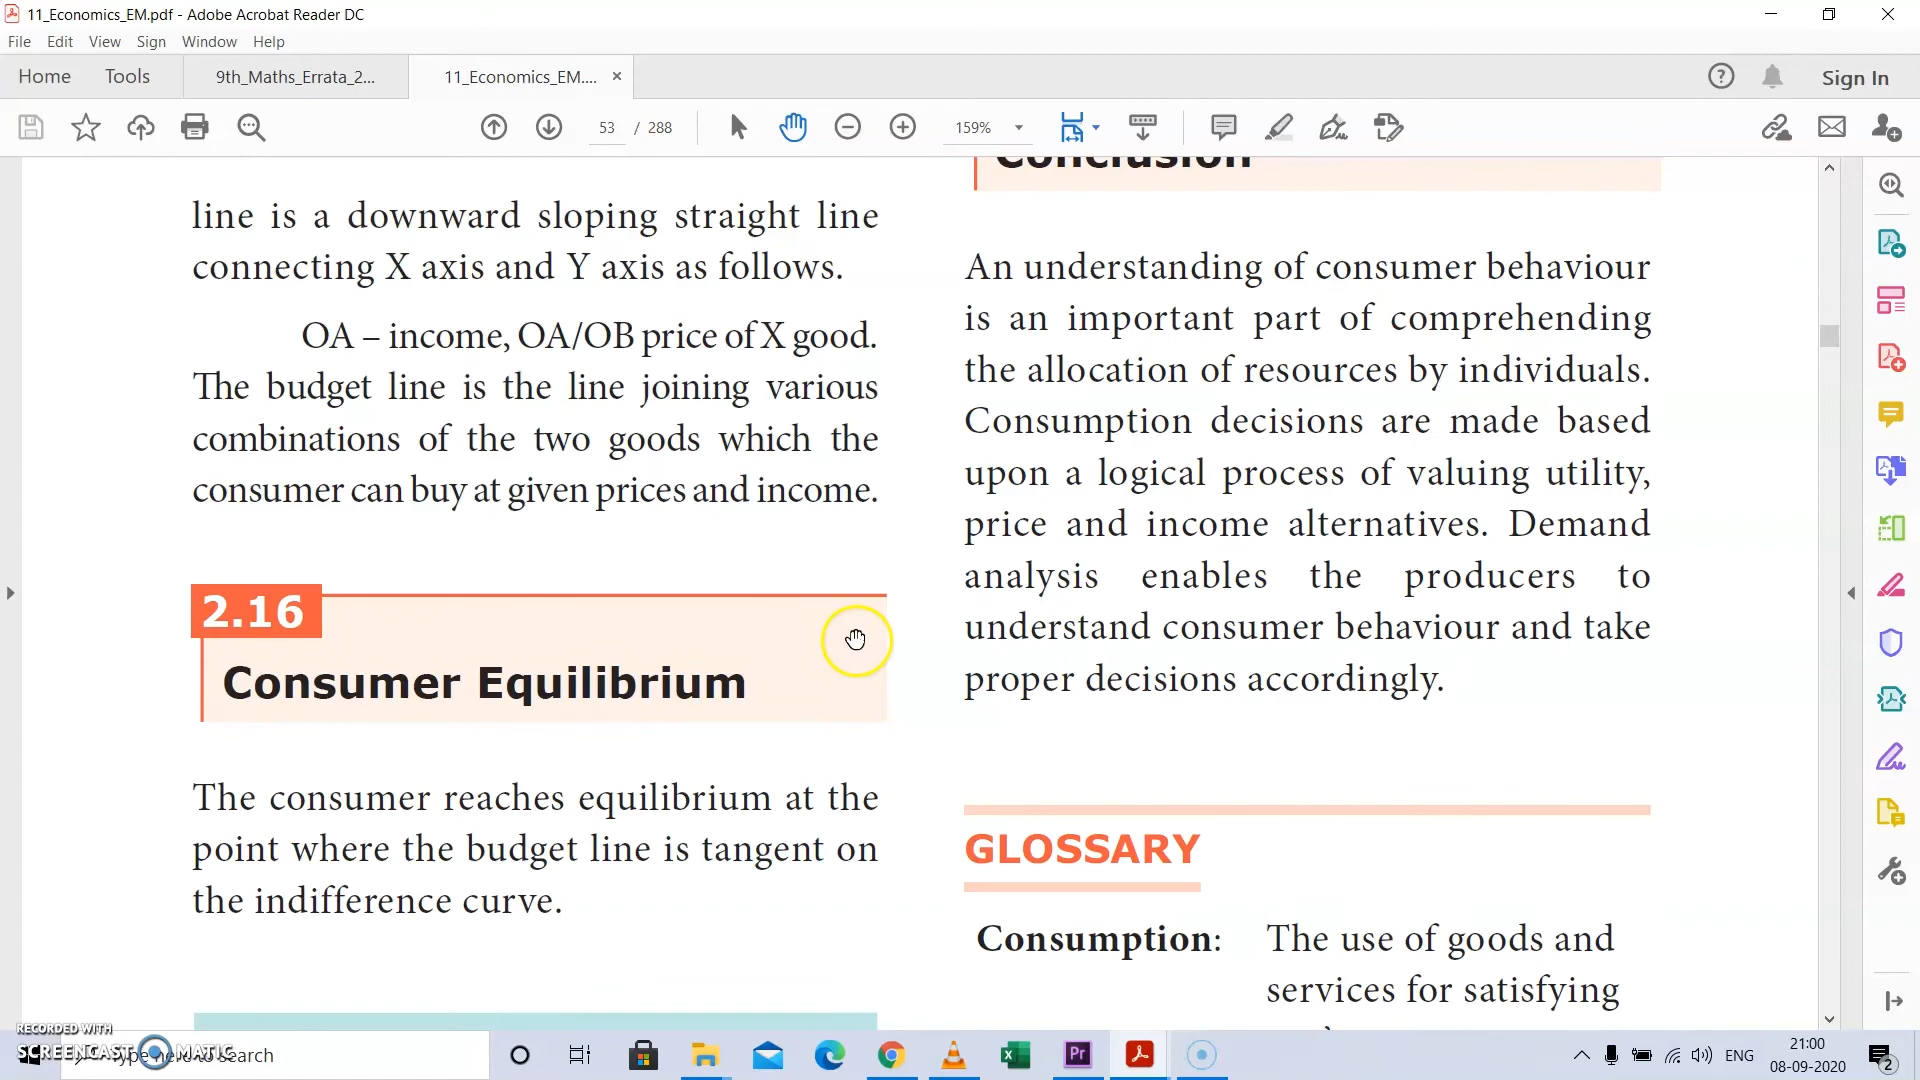 11_Economics_EM.pdf - Adobe Acrobat Reader DC
File Edit View Sign Window Help
Home Tools 9th_Maths_Errata_2... 11_Economics_EM.... × Sign In
53 / 288 159%
line is a downward sloping straight line
connecting X axis and Y axis as follows.
OA – income, OA/OB price of X good.
The budget line is the line joining various
combinations of the two goods which the
consumer can buy at given prices and income.
2.16
Consumer Equilibrium
The consumer reaches equilibrium at the
point where the budget line is tangent on
the indifference curve.
Conclusion
An understanding of consumer behaviour
is an important part of comprehending
the allocation of resources by individuals.
Consumption decisions are made based
upon a logical process of valuing utility,
price and income alternatives. Demand
analysis enables the producers to
understand consumer behaviour and take
proper decisions accordingly.
GLOSSARY
Consumption: The use of goods and
services for satisfying
RECORDED WITH
SCREENCAST MATIC
Type here to search
Pr
ENG
21:00
08-09-2020
2